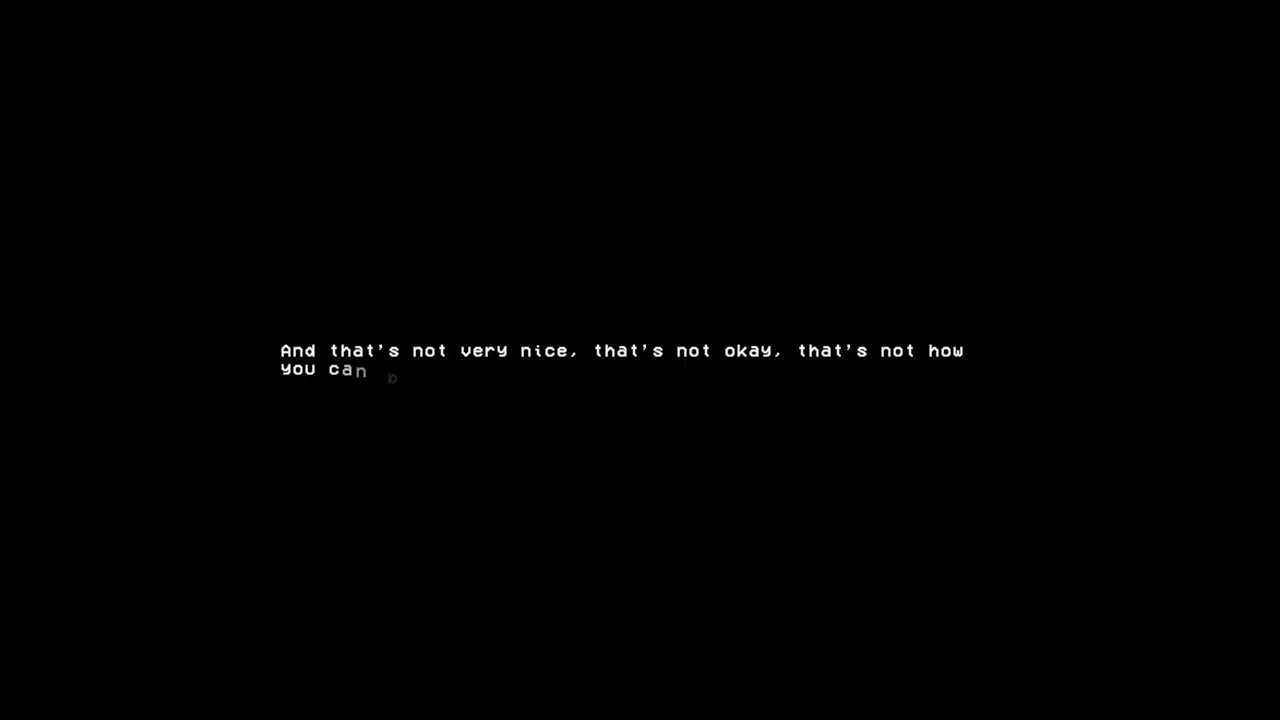 And that's not very nice, that's not okay, that's not how
you can b